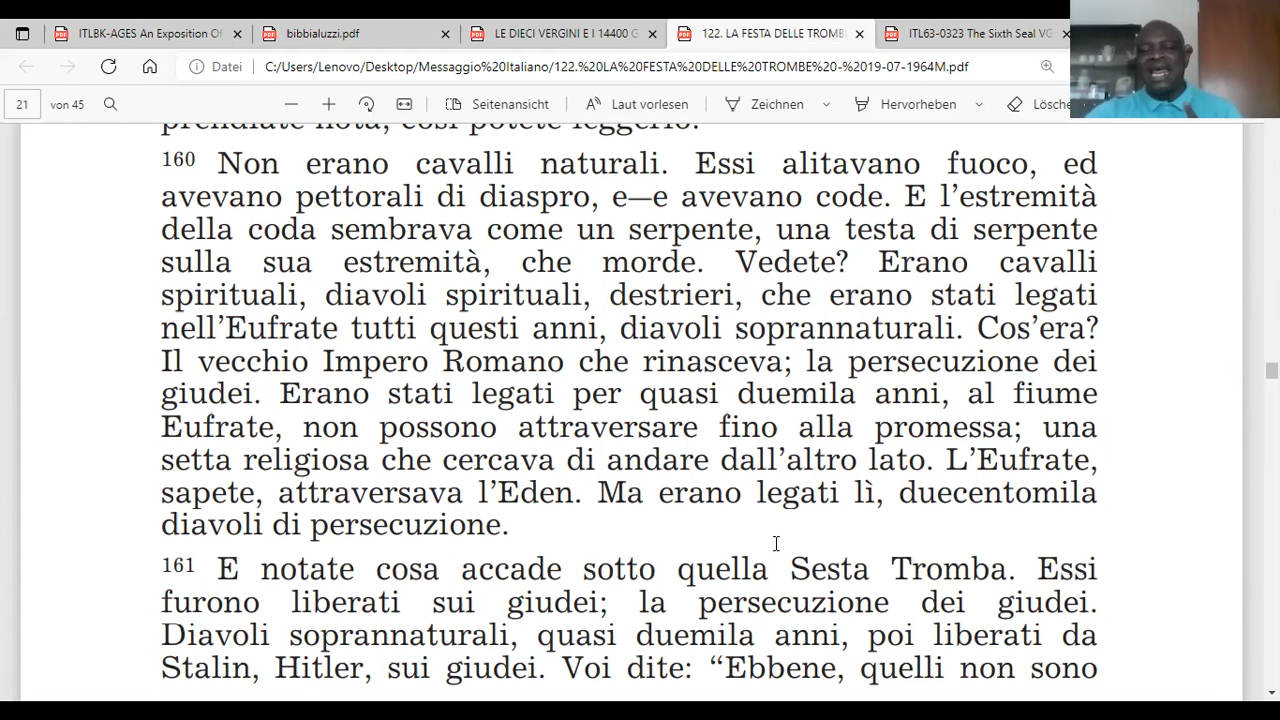 ITLBK-AGES An Exposition Of
bibbialuzzi.pdf
LE DIECI VERGINI E I 14400 G
122. LA FESTA DELLE TROMB
ITL63-0323 The Sixth Seal VG
Datei C:/Users/Lenovo/Desktop/Messaggio%20Italiano/122.%20LA%20FESTA%20DELLE%20TROMBE%20-%2019-07-1964M.pdf
21 von 45 Seitenansicht Laut vorlesen Zeichnen Hervorheben Lösche
prendiate nota, così potete leggerlo.
160 Non erano cavalli naturali. Essi alitavano fuoco, ed
avevano pettorali di diaspro, e—e avevano code. E l'estremità
della coda sembrava come un serpente, una testa di serpente
sulla sua estremità, che morde. Vedete? Erano cavalli
spirituali, diavoli spirituali, destrieri, che erano stati legati
nell'Eufrate tutti questi anni, diavoli soprannaturali. Cos'era?
Il vecchio Impero Romano che rinasceva; la persecuzione dei
giudei. Erano stati legati per quasi duemila anni, al fiume
Eufrate, non possono attraversare fino alla promessa; una
setta religiosa che cercava di andare dall'altro lato. L'Eufrate,
sapete, attraversava l'Eden. Ma erano legati lì, duecentomila
diavoli di persecuzione.
161 E notate cosa accade sotto quella Sesta Tromba. Essi
furono liberati sui giudei; la persecuzione dei giudei.
Diavoli soprannaturali, quasi duemila anni, poi liberati da
Stalin, Hitler, sui giudei. Voi dite: “Ebbene, quelli non sono